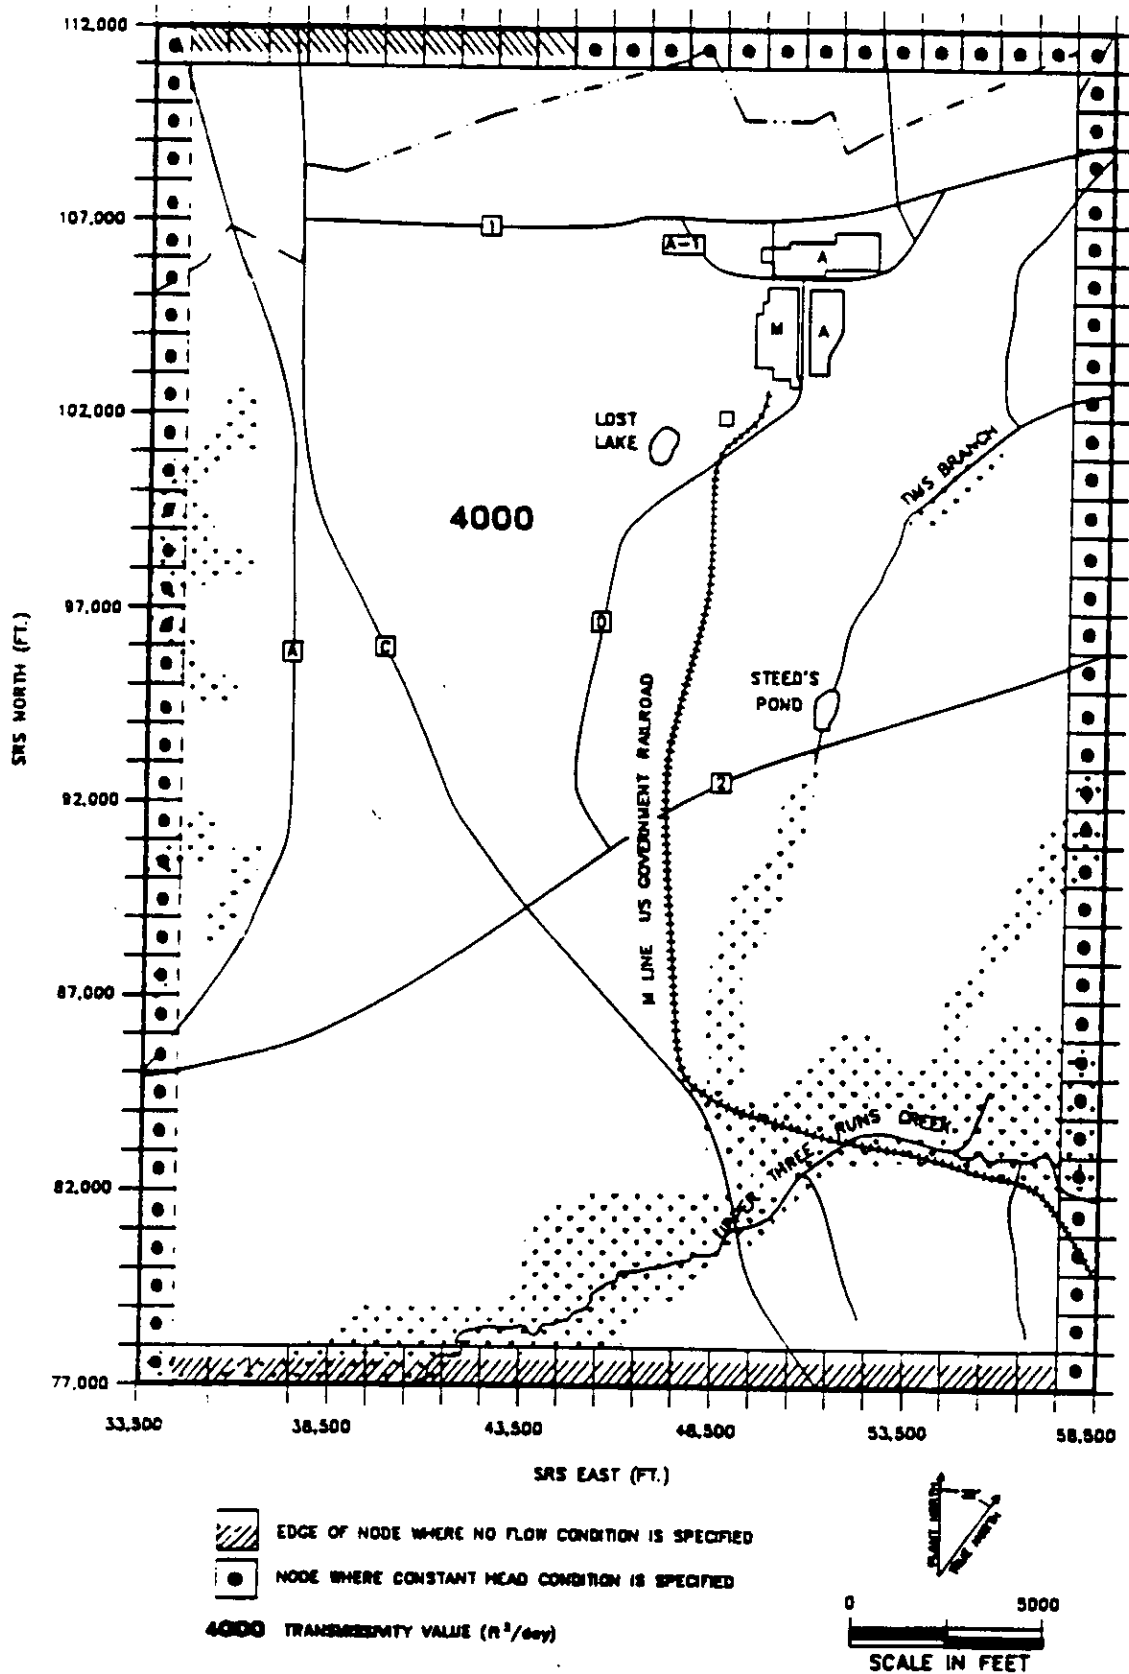 112,000
107,000
102,000
97,000
92,000
87,000
82,000
77,000
SRS NORTH (FT.)
33,500
38,500
43,500
48,500
53,500
58,500
SRS EAST (FT.)
1
A-1
A
M
A
LOST
LAKE
4000
TIMS BRANCH
A
C
D
STEED'S
POND
2
M LINE US GOVERNMENT RAILROAD
UPPER THREE RUNS CREEK
PLANT NORTH
TRUE NORTH
EDGE OF NODE WHERE NO FLOW CONDITION IS SPECIFIED
NODE WHERE CONSTANT HEAD CONDITION IS SPECIFIED
4000 TRANSMISSIVITY VALUE (ft²/day)
0 5000
SCALE IN FEET